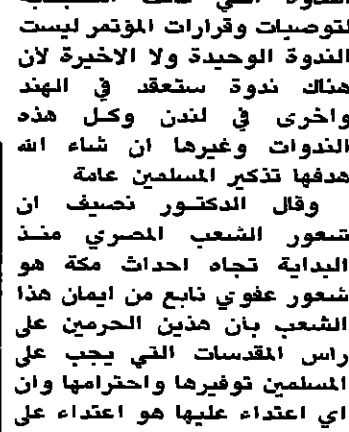 لتوصيات وقرارات المؤتمر ليست
الندوة الوحيدة ولا الاخيرة لان
هناك ندوة ستعقد في الهند
واخرى في لندن وكل هذه
الندوات وغيرها ان شاء الله
هدفها تذكير المسلمين عامة
وقال الدكتور نصيف ان
شعور الشعب المصري منذ
البداية تجاه احداث مكة هو
شعور عفوي نابع من ايمان هذا
الشعب بان هذين الحرمين على
راس المقدسات التي يجب على
المسلمين توفيرها واحترامها وان
اي اعتداء عليها هو اعتداء على